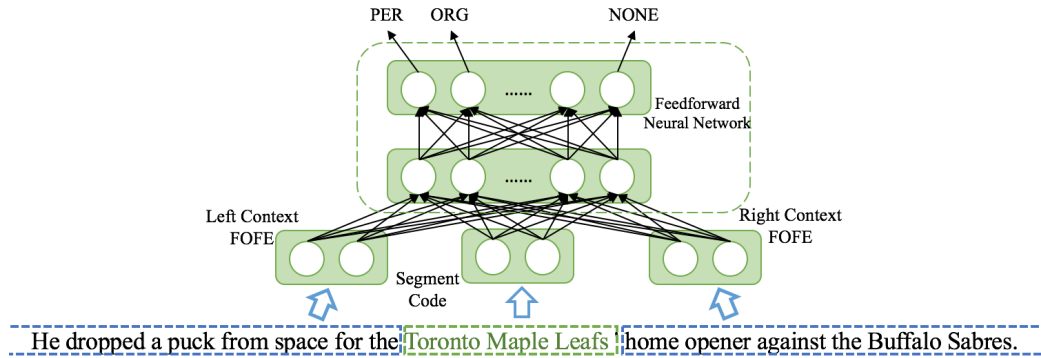 PER ORG NONE
......
Feedforward
Neural Network
......
Left Context
FOFE
Right Context
FOFE
Segment
Code
He dropped a puck from space for the Toronto Maple Leafs ' home opener against the Buffalo Sabres.